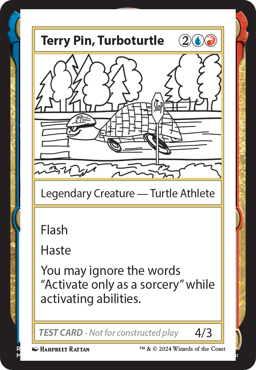 Terry Pin, Turboturtle 2
Legendary Creature — Turtle Athlete
Flash
Haste
You may ignore the words
“Activate only as a sorcery” while
activating abilities.
TEST CARD - Not for constructed play
4/3
Harpreet Rattan
™ & © 2024 Wizards of the Coast